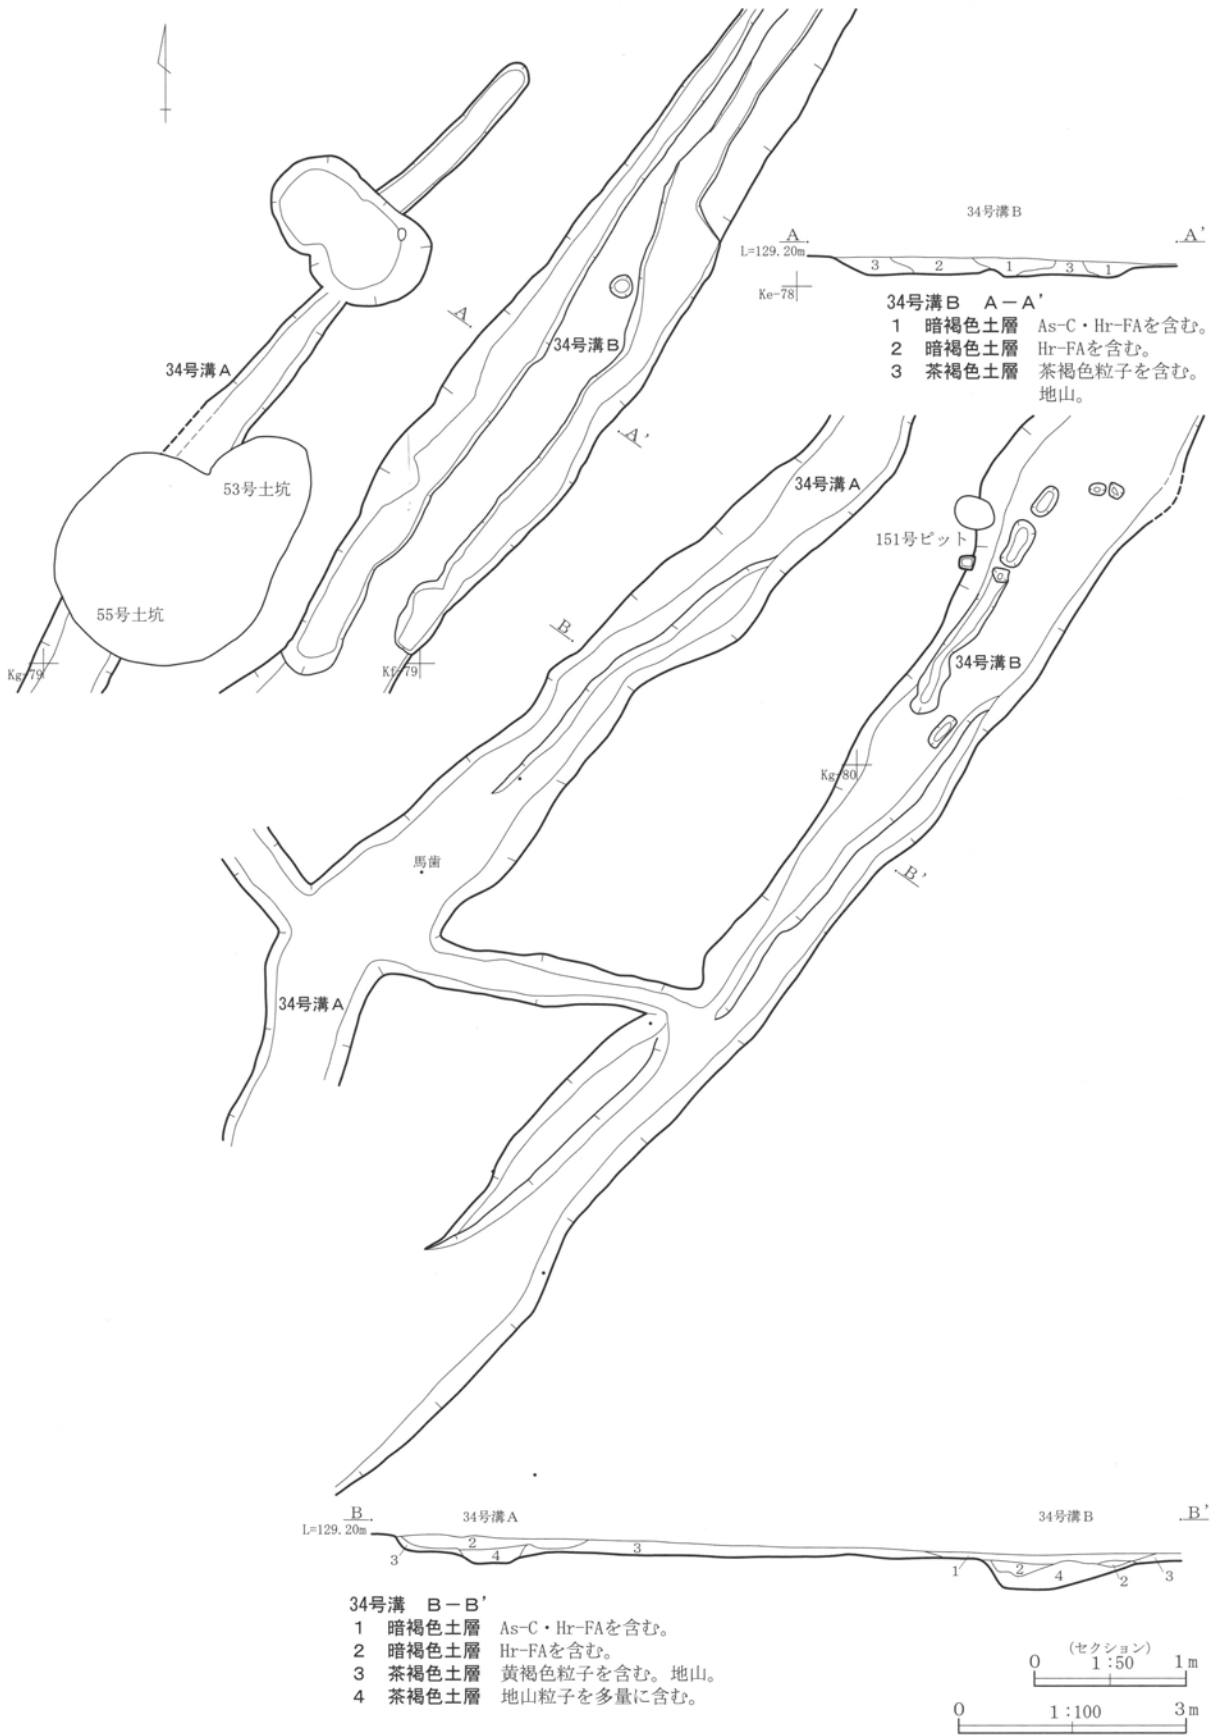 34号溝B
A
A'
L=129.20m
3
2
1
3
1
Ke-78
34号溝B A－A'
1 暗褐色土層 As-C・Hr-FAを含む。
2 暗褐色土層 Hr-FAを含む。
3 茶褐色土層 茶褐色粒子を含む。
地山。
A
34号溝B
34号溝A
A'
53号土坑
55号土坑
Kg-79
Kf-79
34号溝A
151号ピット
B
34号溝B
Kg-80
馬歯
B'
34号溝A
B
34号溝A
34号溝B
B'
L=129.20m
3
2
4
3
1
2
4
2
3
34号溝 B－B'
1 暗褐色土層 As-C・Hr-FAを含む。
2 暗褐色土層 Hr-FAを含む。
3 茶褐色土層 黄褐色粒子を含む。地山。
4 茶褐色土層 地山粒子を多量に含む。
(セクション)
0 1:50 1m
0 1:100 3m